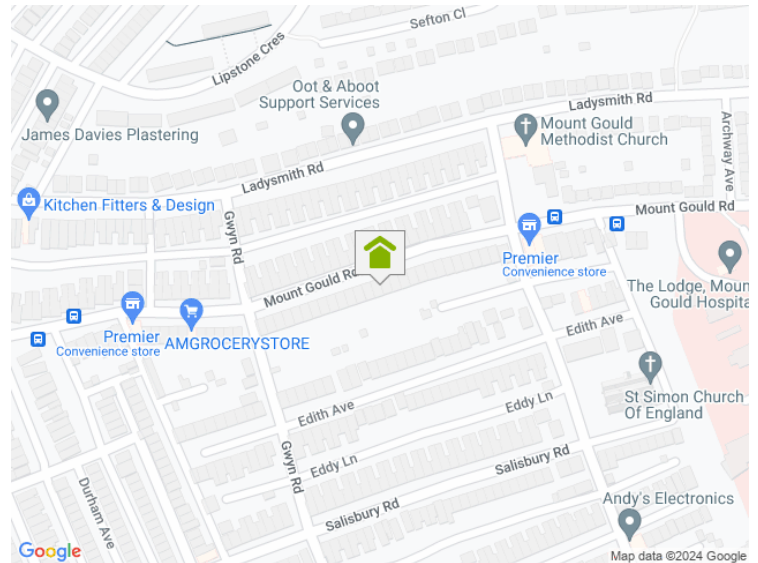 Sefton Cl
Lipstone Cres
Oot & Aboot
Support Services
Ladysmith Rd
James Davies Plastering
Mount Gould
Methodist Church
Archway Ave
Ladysmith Rd
Kitchen Fitters & Design
Gwyn Rd
Mount Gould Rd
Premier
Convenience store
Mount Gould Rd
The Lodge, Moun
Gould Hospita
Premier
Convenience store
AMGROCERYSTORE
Edith Ave
St Simon Church
Of England
Edith Ave
Eddy Ln
Gwyn Rd
Eddy Ln
Salisbury Rd
Durham Ave
Salisbury Rd
Andy's Electronics
Google
Map data ©2024 Google